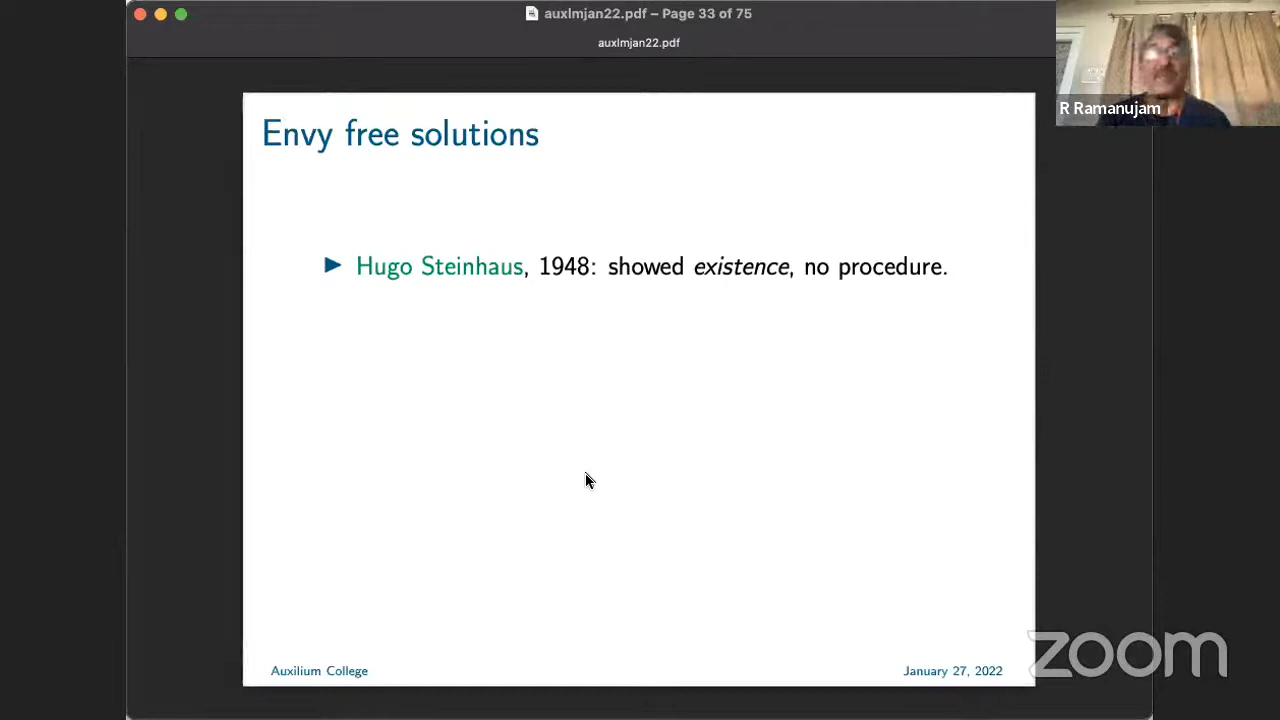 auxlmjan22.pdf – Page 33 of 75
auxlmjan22.pdf
R Ramanujam
Envy free solutions
▶ Hugo Steinhaus, 1948: showed existence, no procedure.
Auxilium College
January 27, 2022
zoom